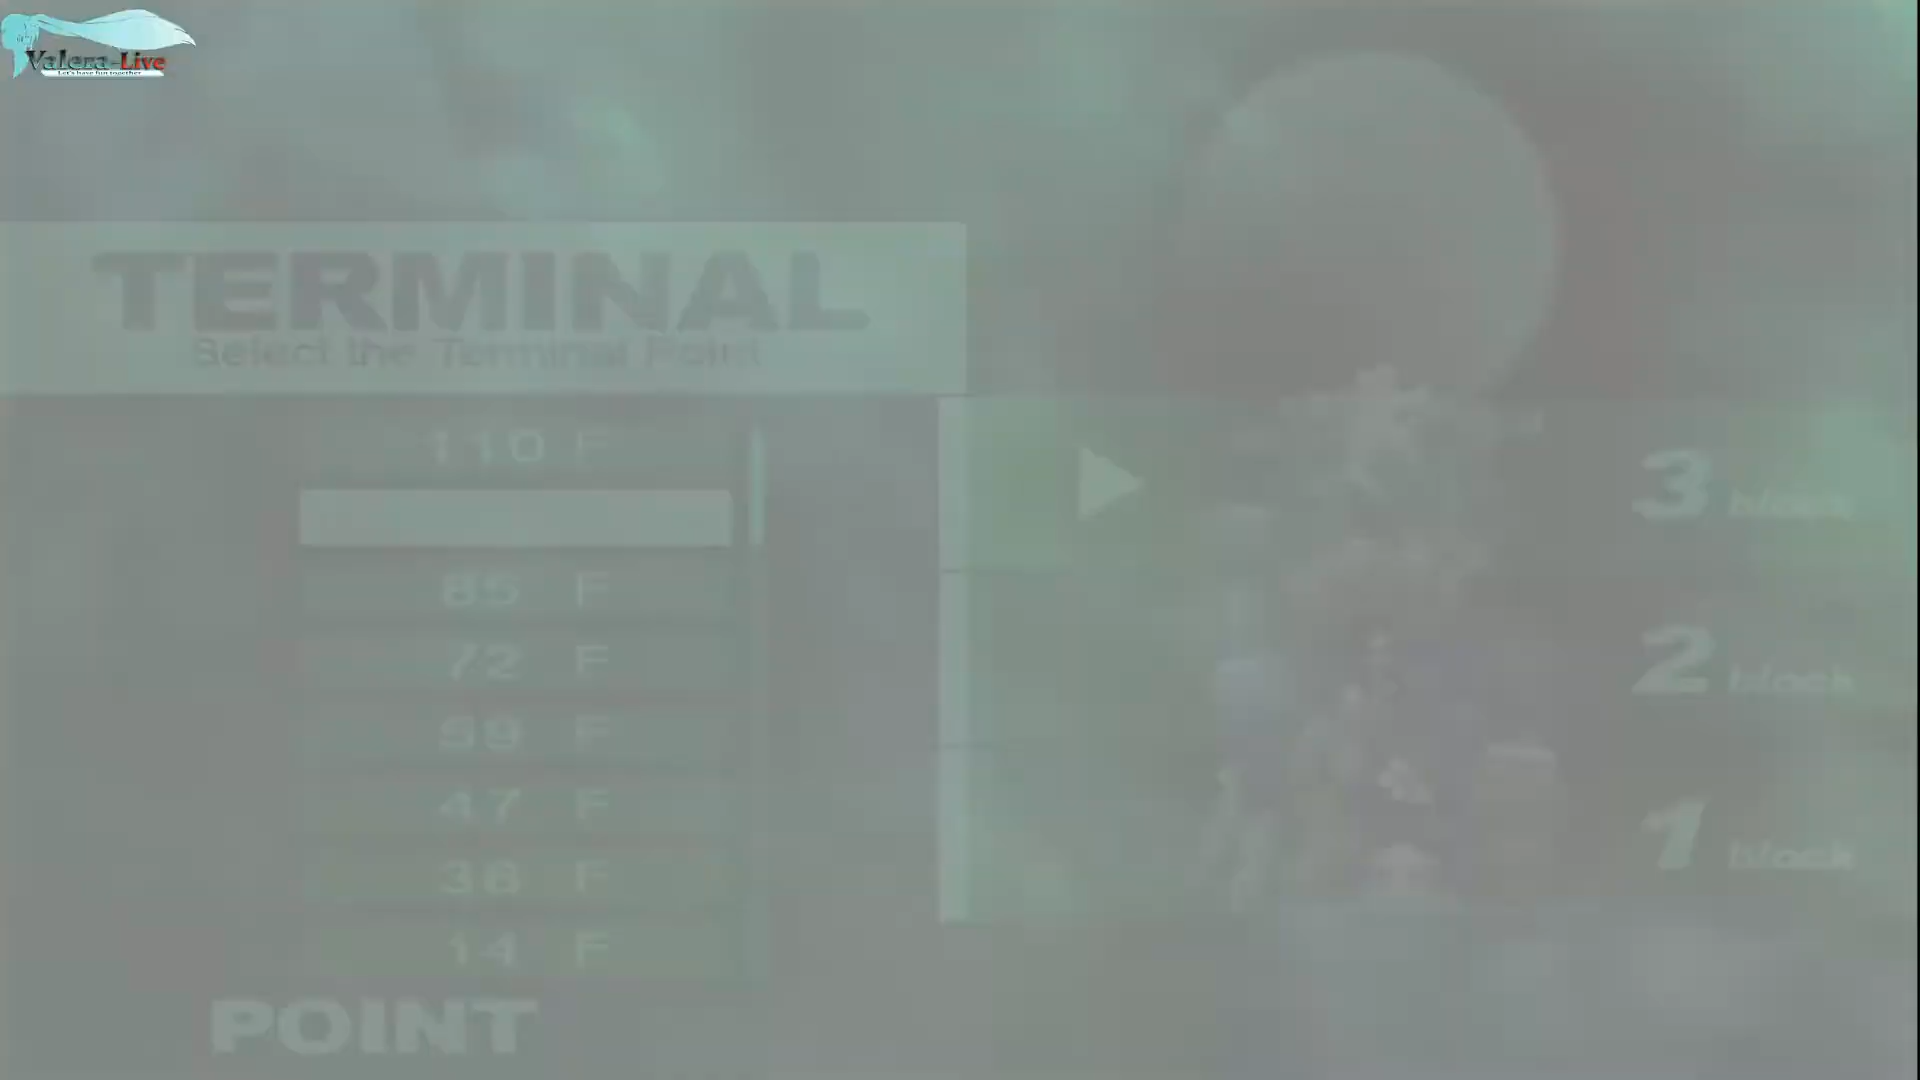 Valera-Live
Let's have fun together
TERMINAL
Select the Terminal Point
110 F
85 F
72 F
59 F
47 F
36 F
14 F
POINT
3 block
2 block
1 block